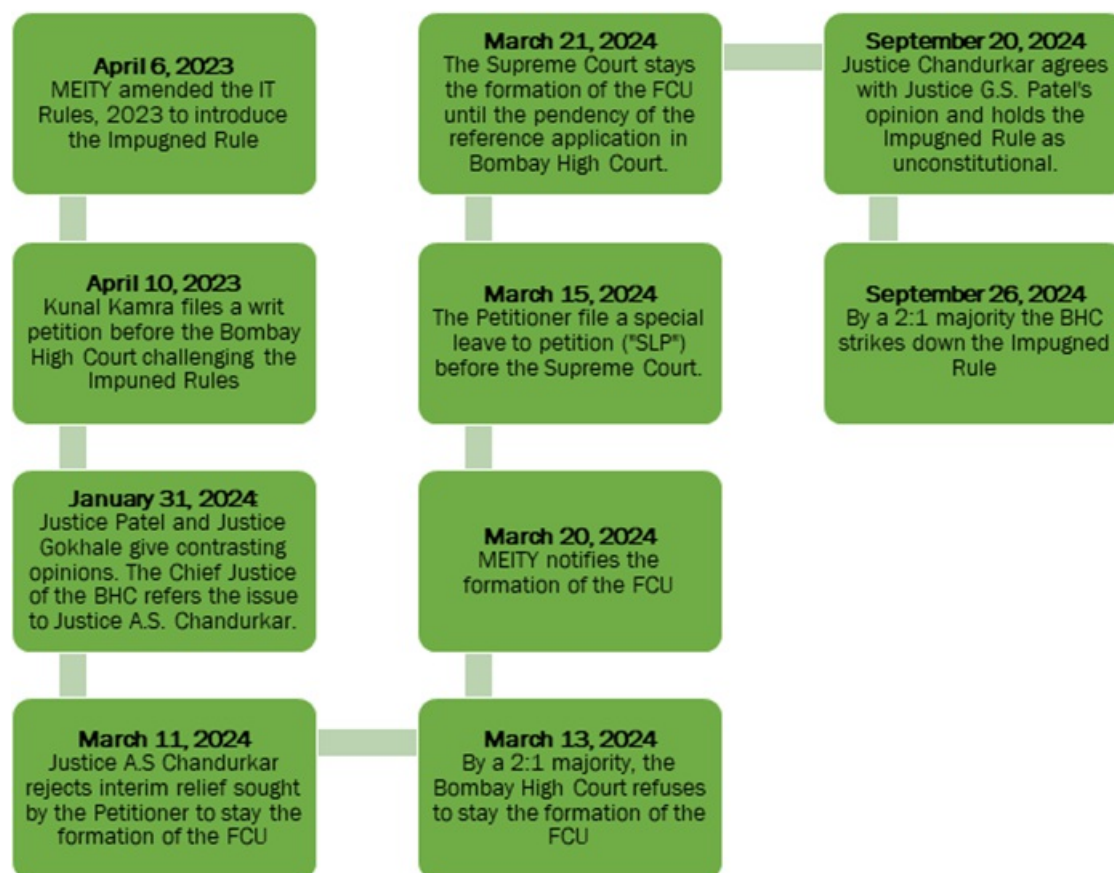 April 6, 2023
MEITY amended the IT
Rules, 2023 to introduce
the Impugned Rule
April 10, 2023
Kunal Kamra files a writ
petition before the Bombay
High Court challenging the
Impuned Rules
January 31, 2024
Justice Patel and Justice
Gokhale give contrasting
opinions. The Chief Justice
of the BHC refers the issue
to Justice A.S. Chandurkar.
March 11, 2024
Justice A.S Chandurkar
rejects interim relief sought
by the Petitioner to stay the
formation of the FCU
March 13, 2024
By a 2:1 majority, the
Bombay High Court refuses
to stay the formation of the
FCU
March 20, 2024
MEITY notifies the
formation of the FCU
March 15, 2024
The Petitioner file a special
leave to petition ("SLP")
before the Supreme Court.
March 21, 2024
The Supreme Court stays
the formation of the FCU
until the pendency of the
reference application in
Bombay High Court.
September 20, 2024
Justice Chandurkar agrees
with Justice G.S. Patel's
opinion and holds the
Impugned Rule as
unconstitutional.
September 26, 2024
By a 2:1 majority the BHC
strikes down the Impugned
Rule